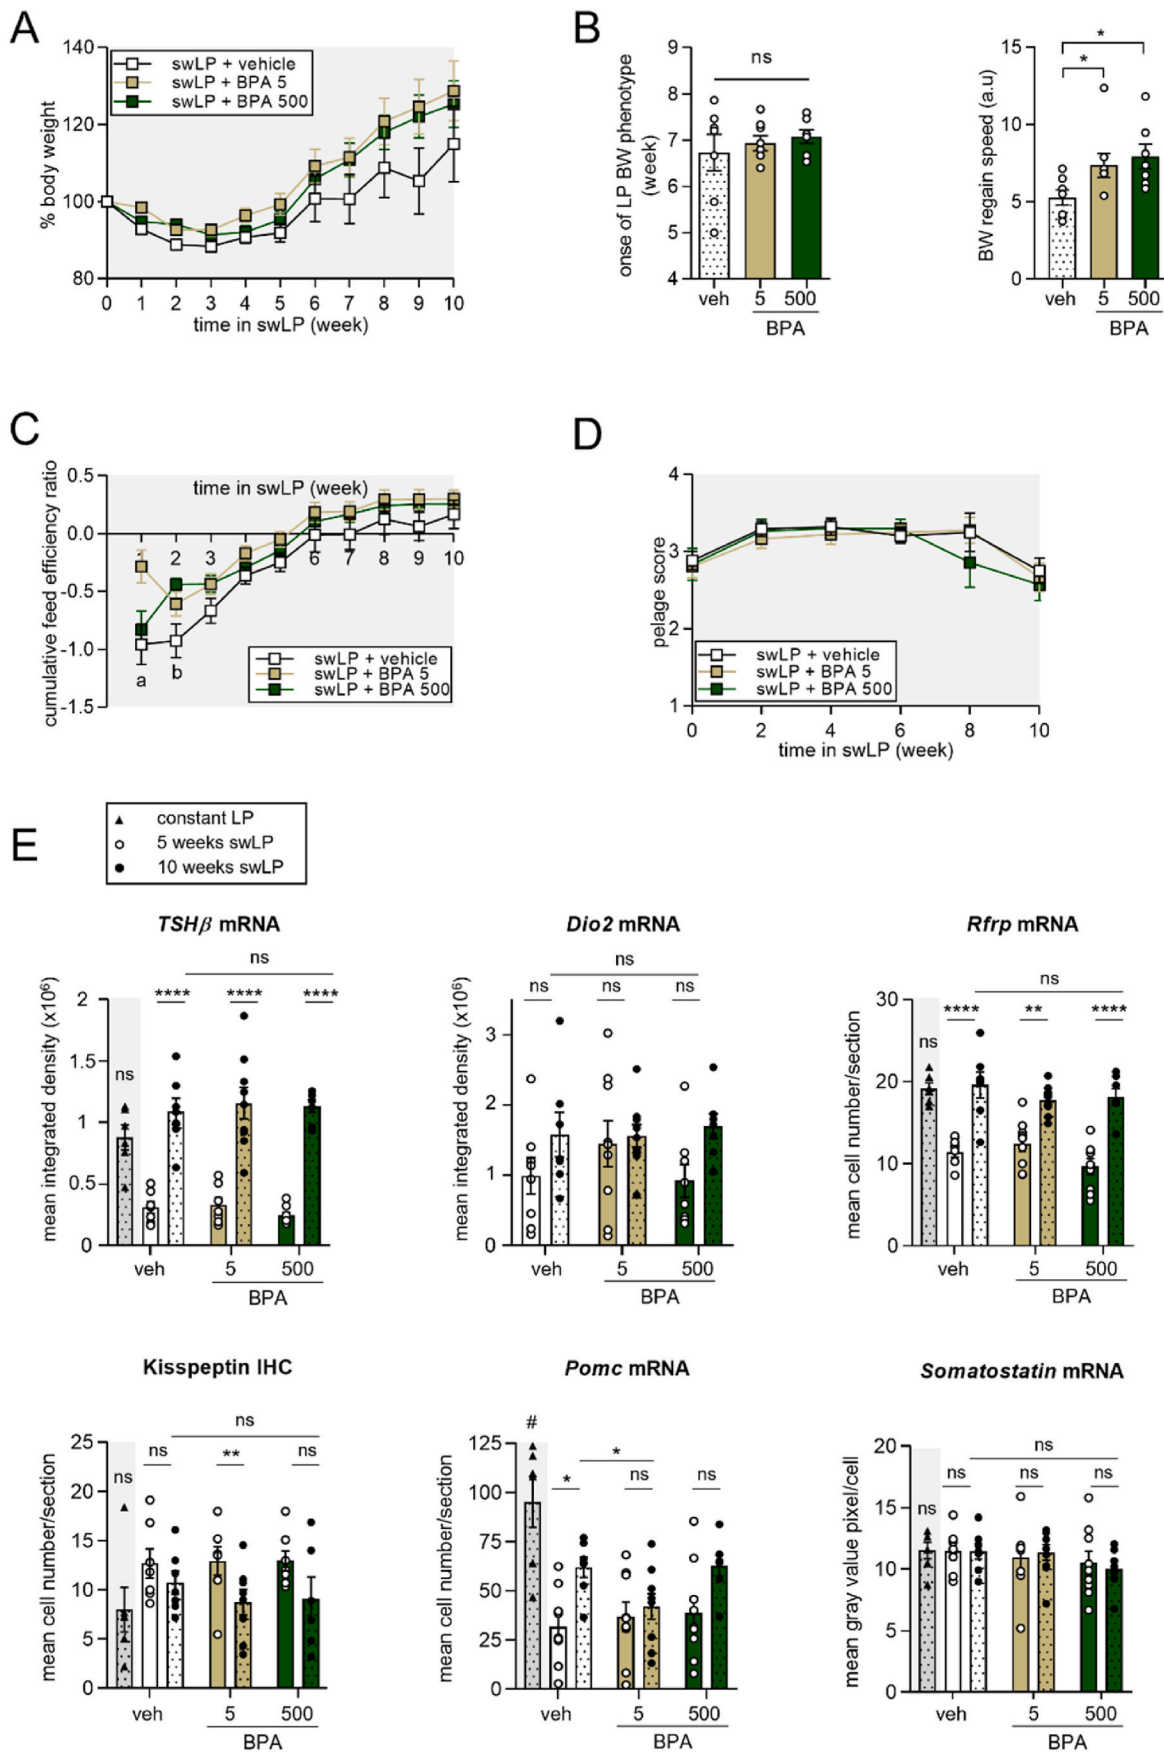 A
140
120
100
80
% body weight
swLP + vehicle
swLP + BPA 5
swLP + BPA 500
0 1 2 3 4 5 6 7 8 9 10
time in swLP (week)
B
9
8
7
6
5
4
onse of LP BW phenotype
(week)
ns
veh 5 500
BPA
15
10
5
0
BW regain speed (a.u)
*
*
veh 5 500
BPA
C
0.5
0.0
-0.5
-1.0
-1.5
cumulative feed efficiency ratio
time in swLP (week)
1 2 3 4 5 6 7 8 9 10
a b
swLP + vehicle
swLP + BPA 5
swLP + BPA 500
D
4
3
2
1
pelage score
swLP + vehicle
swLP + BPA 5
swLP + BPA 500
0 2 4 6 8 10
time in swLP (week)
E
constant LP
5 weeks swLP
10 weeks swLP
TSHβ mRNA
ns
**** **** ****
ns
2
1.5
1
0.5
0
mean integrated density (x10⁶)
veh 5 500
BPA
Dio2 mRNA
ns
ns ns ns
3
2
1
0
mean integrated density (x10⁶)
veh 5 500
BPA
Rfrp mRNA
ns
**** ** ****
ns
30
20
10
0
mean cell number/section
veh 5 500
BPA
Kisspeptin IHC
ns
ns ** ns
ns
25
20
15
10
5
0
mean cell number/section
veh 5 500
BPA
Pomc mRNA
#
*
* ns ns
125
100
75
50
25
0
mean cell number/section
veh 5 500
BPA
Somatostatin mRNA
ns
ns ns ns
ns
20
15
10
5
0
mean gray value pixel/cell
veh 5 500
BPA